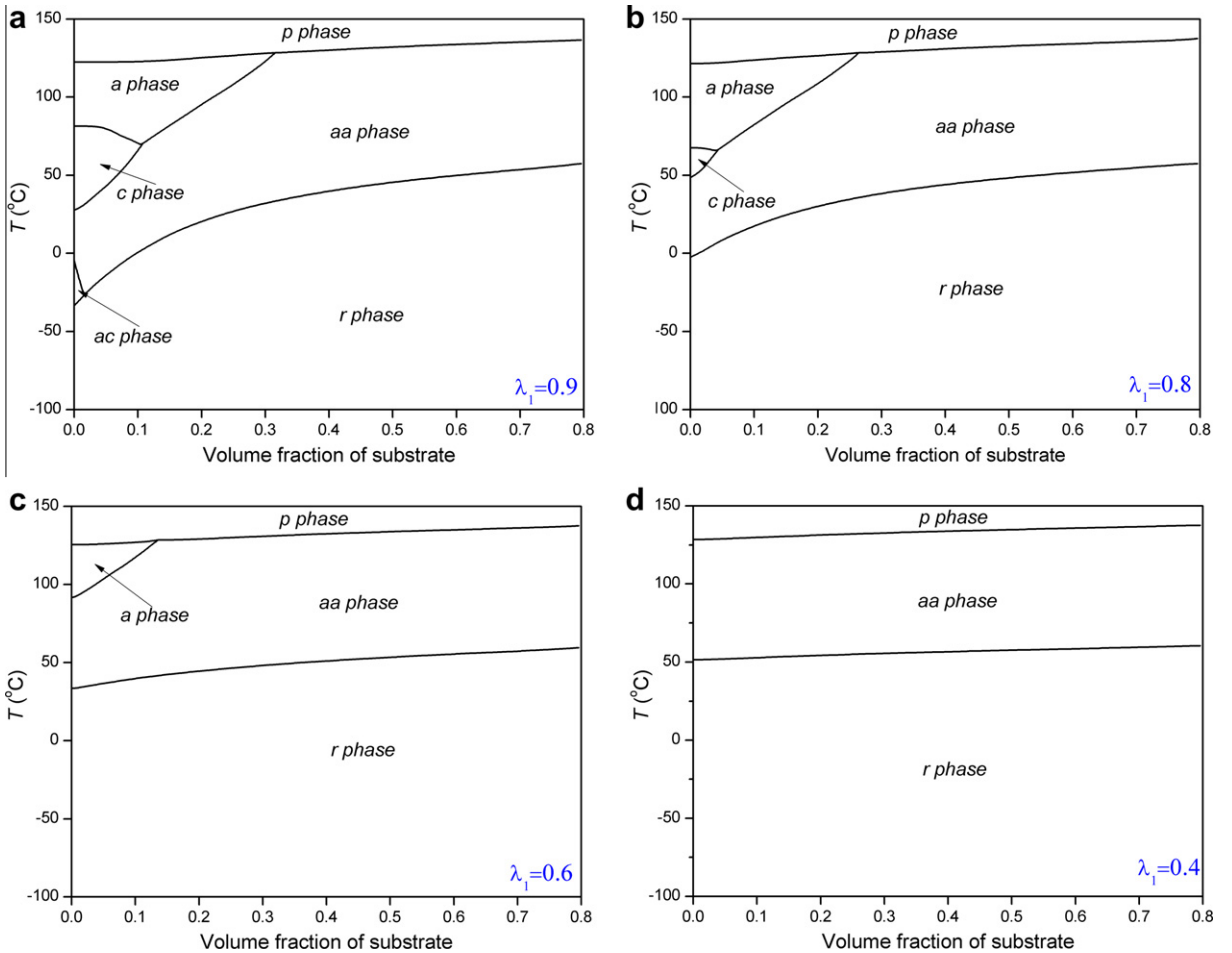 a
150
100
50
0
-50
-100
T (°C)
p phase
a phase
aa phase
c phase
ac phase
r phase
λ₁=0.9
0.0 0.1 0.2 0.3 0.4 0.5 0.6 0.7 0.8
Volume fraction of substrate
b
150
100
50
0
-50
100
T (°C)
p phase
a phase
aa phase
c phase
r phase
λ₁=0.8
0.0 0.1 0.2 0.3 0.4 0.5 0.6 0.7 0.8
Volume fraction of substrate
c
150
100
50
0
-50
-100
T (°C)
p phase
a phase
aa phase
r phase
λ₁=0.6
0.0 0.1 0.2 0.3 0.4 0.5 0.6 0.7 0.8
Volume fraction of substrate
d
150
100
50
0
-50
-100
T (°C)
p phase
aa phase
r phase
λ₁=0.4
0.0 0.1 0.2 0.3 0.4 0.5 0.6 0.7 0.8
Volume fraction of substrate